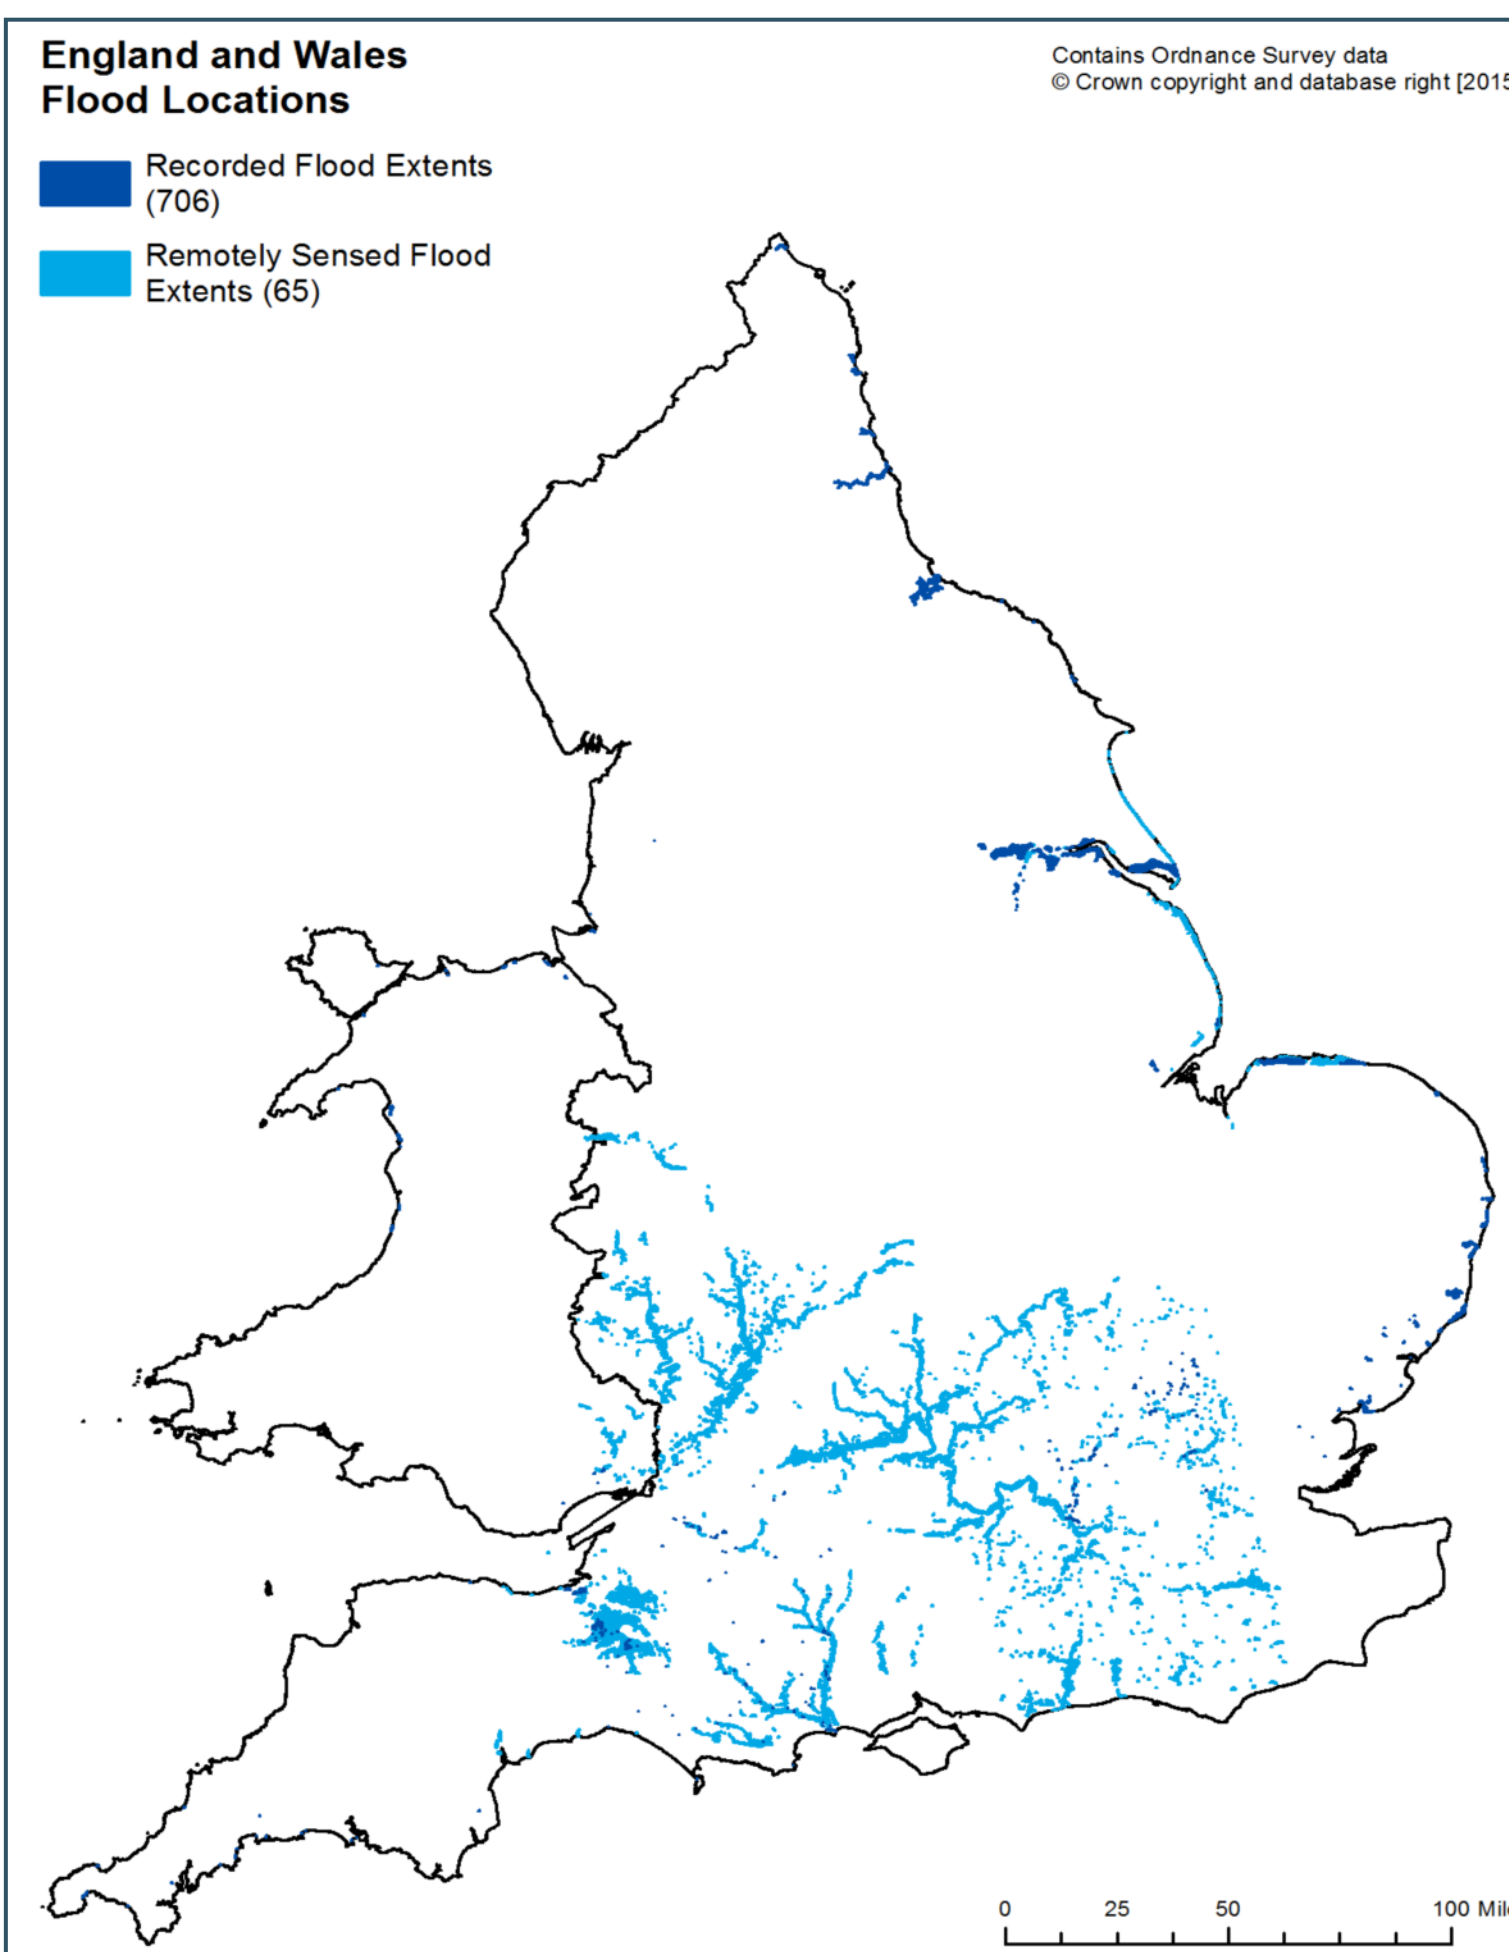 England and Wales
Flood Locations
Contains Ordnance Survey data
© Crown copyright and database right [2015
Recorded Flood Extents
(706)
Remotely Sensed Flood
Extents (65)
0 25 50 100 Mil